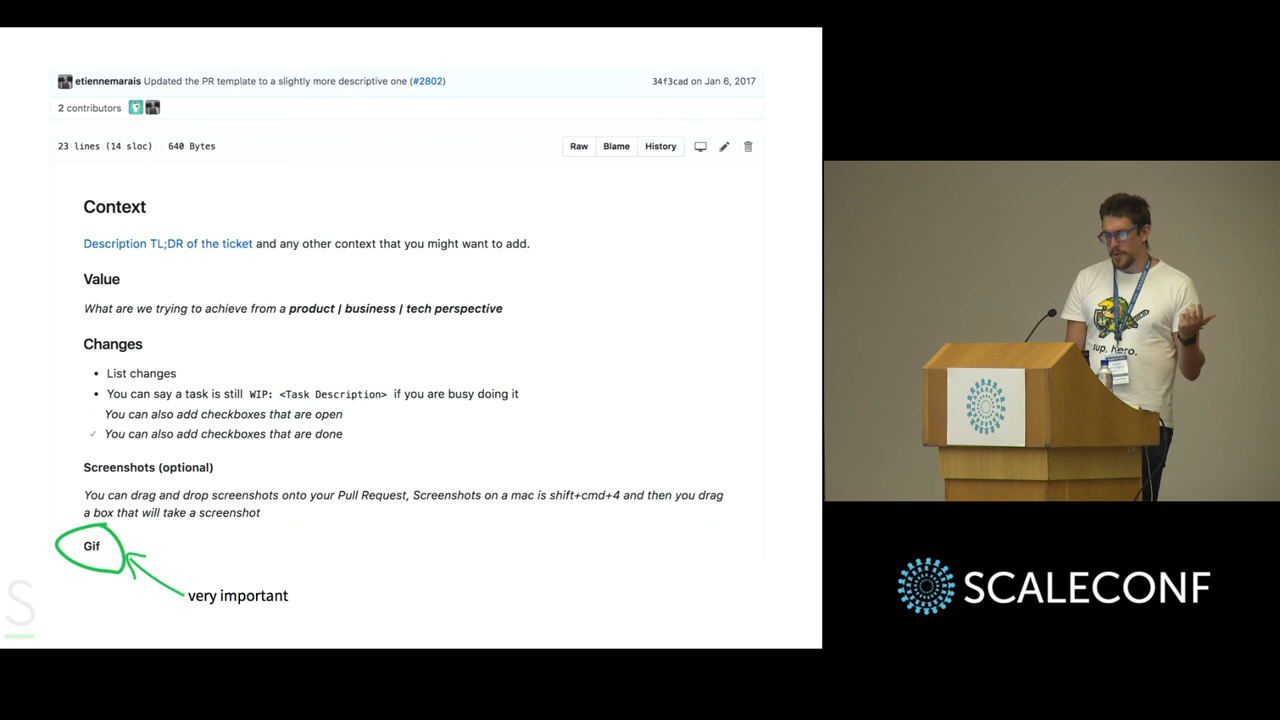 etiennemarais Updated the PR template to a slightly more descriptive one (#2802)
34f3cad on Jan 6, 2017
2 contributors
23 lines (14 sloc) 640 Bytes
Raw Blame History
Context
Description TL;DR of the ticket and any other context that you might want to add.
Value
What are we trying to achieve from a product | business | tech perspective
Changes
• List changes
• You can say a task is still WIP: <Task Description> if you are busy doing it
You can also add checkboxes that are open
✓ You can also add checkboxes that are done
Screenshots (optional)
You can drag and drop screenshots onto your Pull Request, Screenshots on a mac is shift+cmd+4 and then you drag
a box that will take a screenshot
Gif
very important
S
sup, hero.
SCALECONF